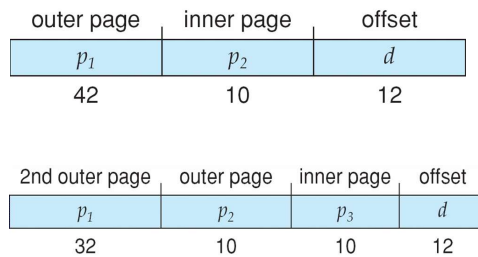 outer page inner page offset
p1 p2 d
42 10 12
2nd outer page outer page inner page offset
p1 p2 p3 d
32 10 10 12